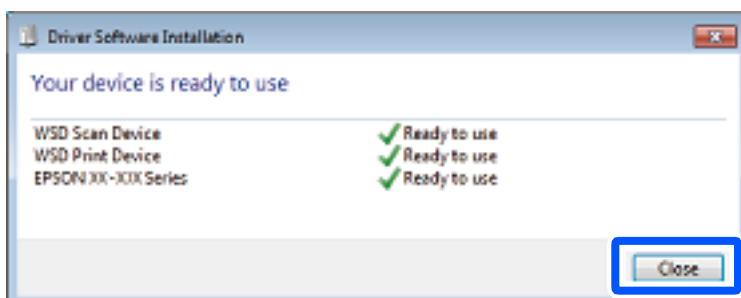 Driver Software Installation
Your device is ready to use
WSD Scan Device Ready to use
WSD Print Device Ready to use
EPSON XX-XXX Series Ready to use
Close